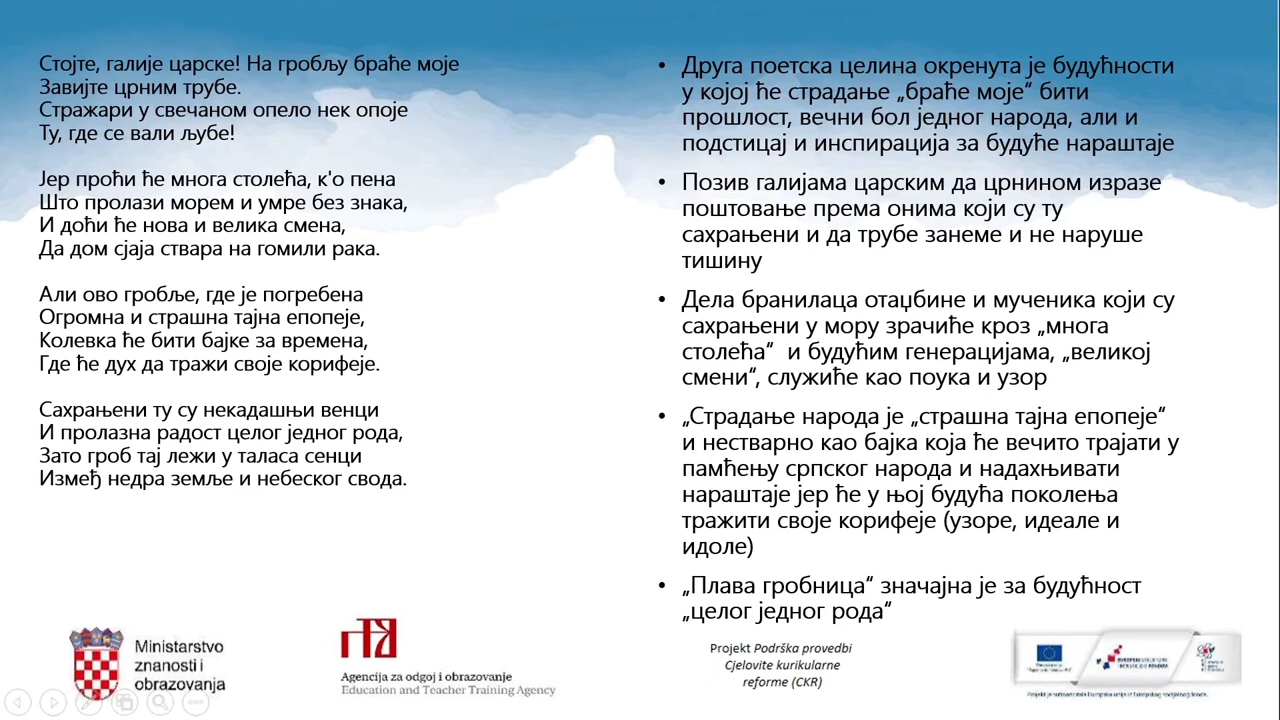 Стојте, галије царске! На гробљу браће моје
Завијте црним трубе.
Стражари у свечаном опело нек опоје
Ту, где се вали љубе!
Јер проћи ће многа столећа, к'о пена
Што пролази морем и умре без знака,
И доћи ће нова и велика смена,
Да дом сјаја ствара на гомили рака.
Али ово гробље, где је погребена
Огромна и страшна тајна епопеје,
Колевка ће бити бајке за времена,
Где ће дух да тражи своје корифеје.
Сахрањени ту су некадашњи венци
И пролазна радост целог једног рода,
Зато гроб тај лежи у таласа сенци
Измеђ недра земље и небеског свода.
• Друга поетска целина окренута је будућности
у којој ће страдање „браће моје“ бити
прошлост, вечни бол једног народа, али и
подстицај и инспирација за будуће нараштаје
• Позив галијама царским да црнином изразе
поштовање према онима који су ту
сахрањени и да трубе занеме и не наруше
тишину
• Дела бранилаца отаџбине и мученика који су
сахрањени у мору зрачиће кроз „многа
столећа“ и будућим генерацијама, „великој
смени“, служиће као поука и узор
• „Страдање народа је „страшна тајна епопеје“
и нестварно као бајка која ће вечито трајати у
памћењу српског народа и надахњивати
нараштаје јер ће у њој будућа поколења
тражити своје корифеје (узоре, идеале и
идоле)
• „Плава гробница“ значајна је за будућност
„целог једног рода“
Ministarstvo
znanosti i
obrazovanja
Agencija za odgoj i obrazovanje
Education and Teacher Training Agency
Projekt Podrška provedbi
Cjelovite kurikularne
reforme (CKR)
Projekt je sufinancirala Europska unija iz Europskog socijalnog fonda.